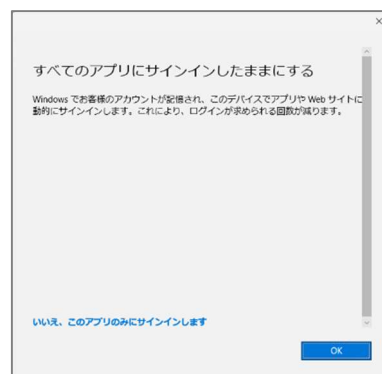 すべてのアプリにサインインしたままにする
Windows でお客様のアカウントが記憶され、このデバイスでアプリや Web サイトに
動的にサインインします。これにより、ログインが求められる回数が減ります。
いいえ、このアプリのみにサインインします
OK